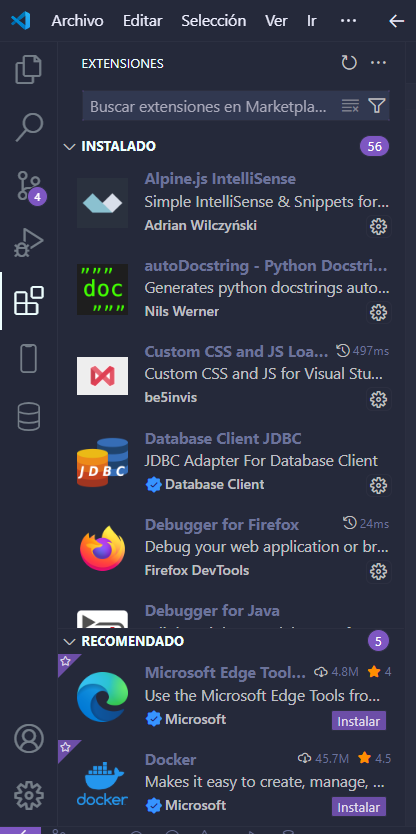 Archivo Editar Selección Ver Ir ...
EXTENSIONES
Buscar extensiones en Marketpla...
INSTALADO 56
Alpine.js IntelliSense
Simple IntelliSense & Snippets for...
Adrian Wilczyński
4
"""
doc
"""
autoDocstring - Python Docstri...
Generates python docstrings auto...
Nils Werner
Custom CSS and JS Loa... 497ms
Custom CSS and JS for Visual Stu...
be5invis
JDBC
Database Client JDBC
JDBC Adapter For Database Client
Database Client
Debugger for Firefox 24ms
Debug your web application or br...
Firefox DevTools
Debugger for Java
RECOMENDADO 5
Microsoft Edge Tool... 4.8M 4
Use the Microsoft Edge Tools fro...
Microsoft Instalar
docker
Docker 45.7M 4.5
Makes it easy to create, manage, ...
Microsoft Instalar